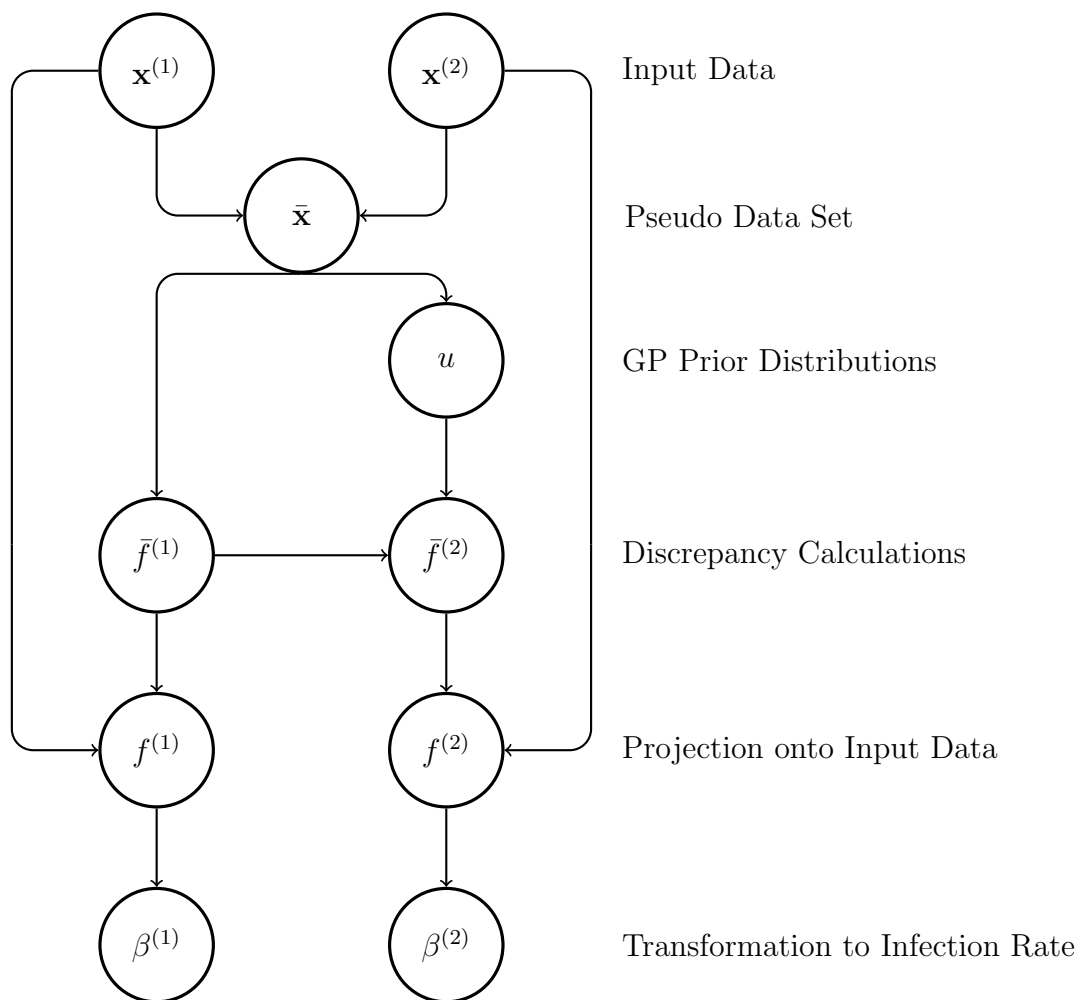 x⁽¹⁾ x⁽²⁾ Input Data
x̄ Pseudo Data Set
u GP Prior Distributions
f̄⁽¹⁾ f̄⁽²⁾ Discrepancy Calculations
f⁽¹⁾ f⁽²⁾ Projection onto Input Data
β⁽¹⁾ β⁽²⁾ Transformation to Infection Rate